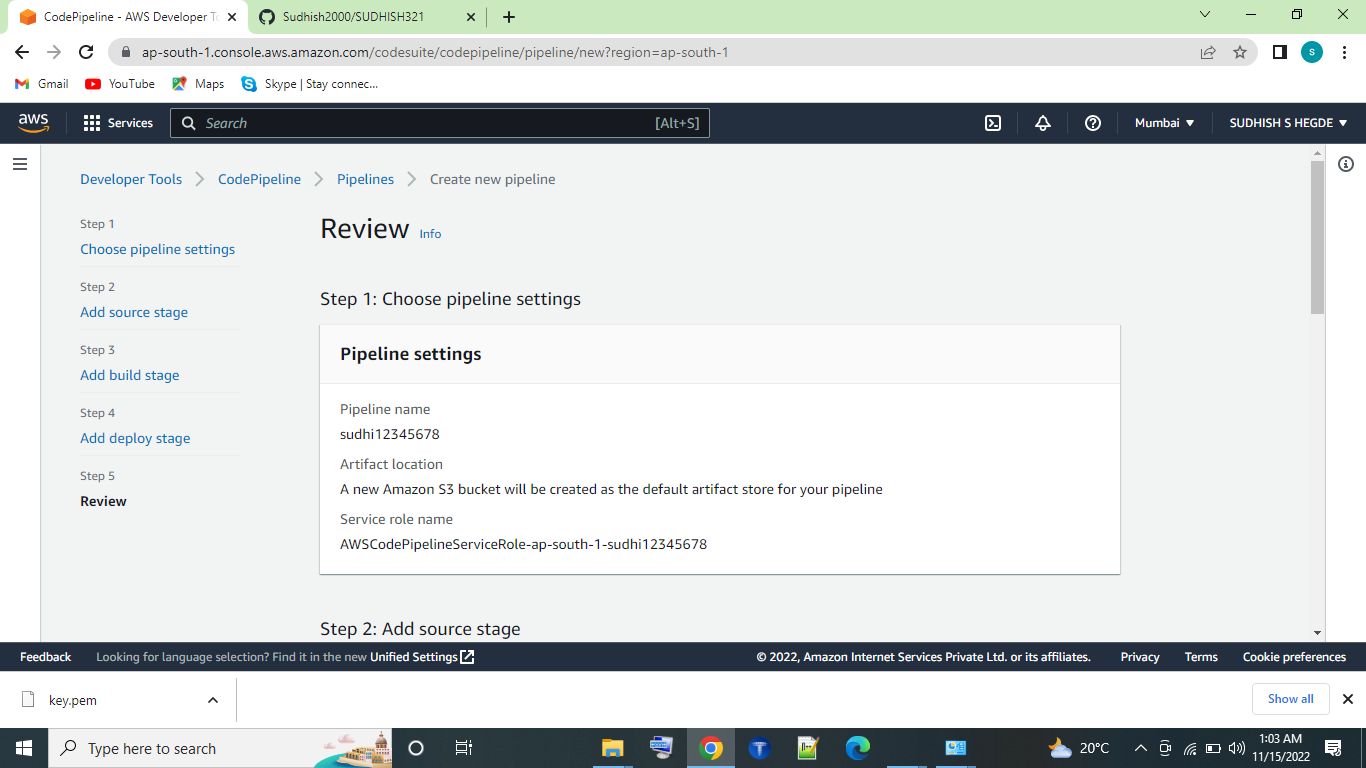 CodePipeline - AWS Developer To
Sudhish2000/SUDHISH321
ap-south-1.console.aws.amazon.com/codesuite/codepipeline/pipeline/new?region=ap-south-1
S
Gmail
YouTube
Maps
Skype | Stay connec...
aws
Services
Search
[Alt+S]
Mumbai
SUDHISH S HEGDE
Developer Tools
CodePipeline
Pipelines
Create new pipeline
Step 1
Choose pipeline settings
Step 2
Add source stage
Step 3
Add build stage
Step 4
Add deploy stage
Step 5
Review
Review Info
Step 1: Choose pipeline settings
Pipeline settings
Pipeline name
sudhi12345678
Artifact location
A new Amazon S3 bucket will be created as the default artifact store for your pipeline
Service role name
AWSCodePipelineServiceRole-ap-south-1-sudhi12345678
Step 2: Add source stage
Feedback
Looking for language selection? Find it in the new Unified Settings
© 2022, Amazon Internet Services Private Ltd. or its affiliates.
Privacy
Terms
Cookie preferences
key.pem
Show all
Type here to search
20°C
1:03 AM
11/15/2022